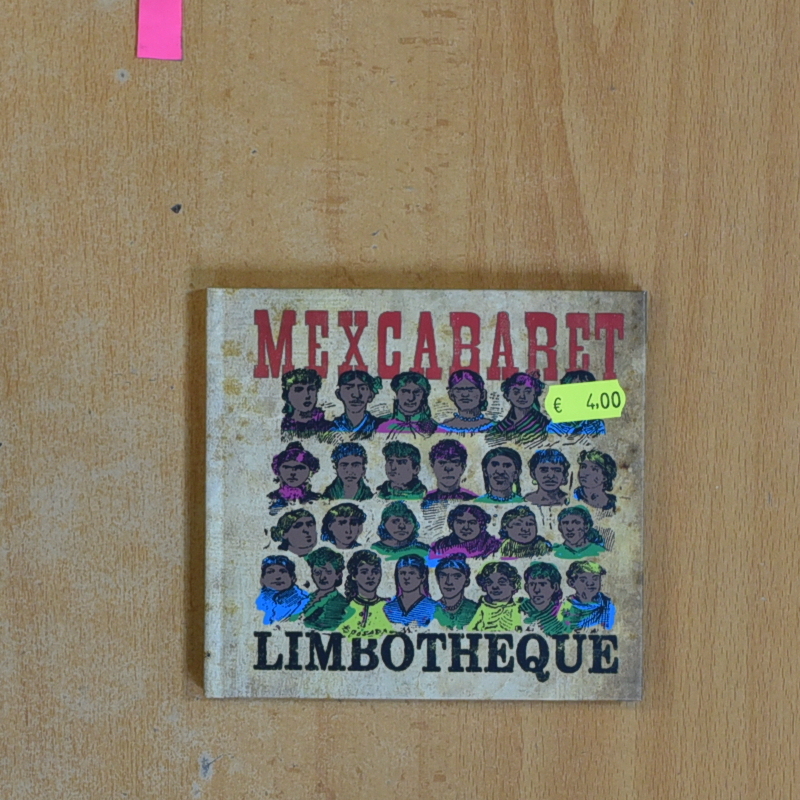 MEXCABARET
€ 4,00
LIMBOTHEQUE